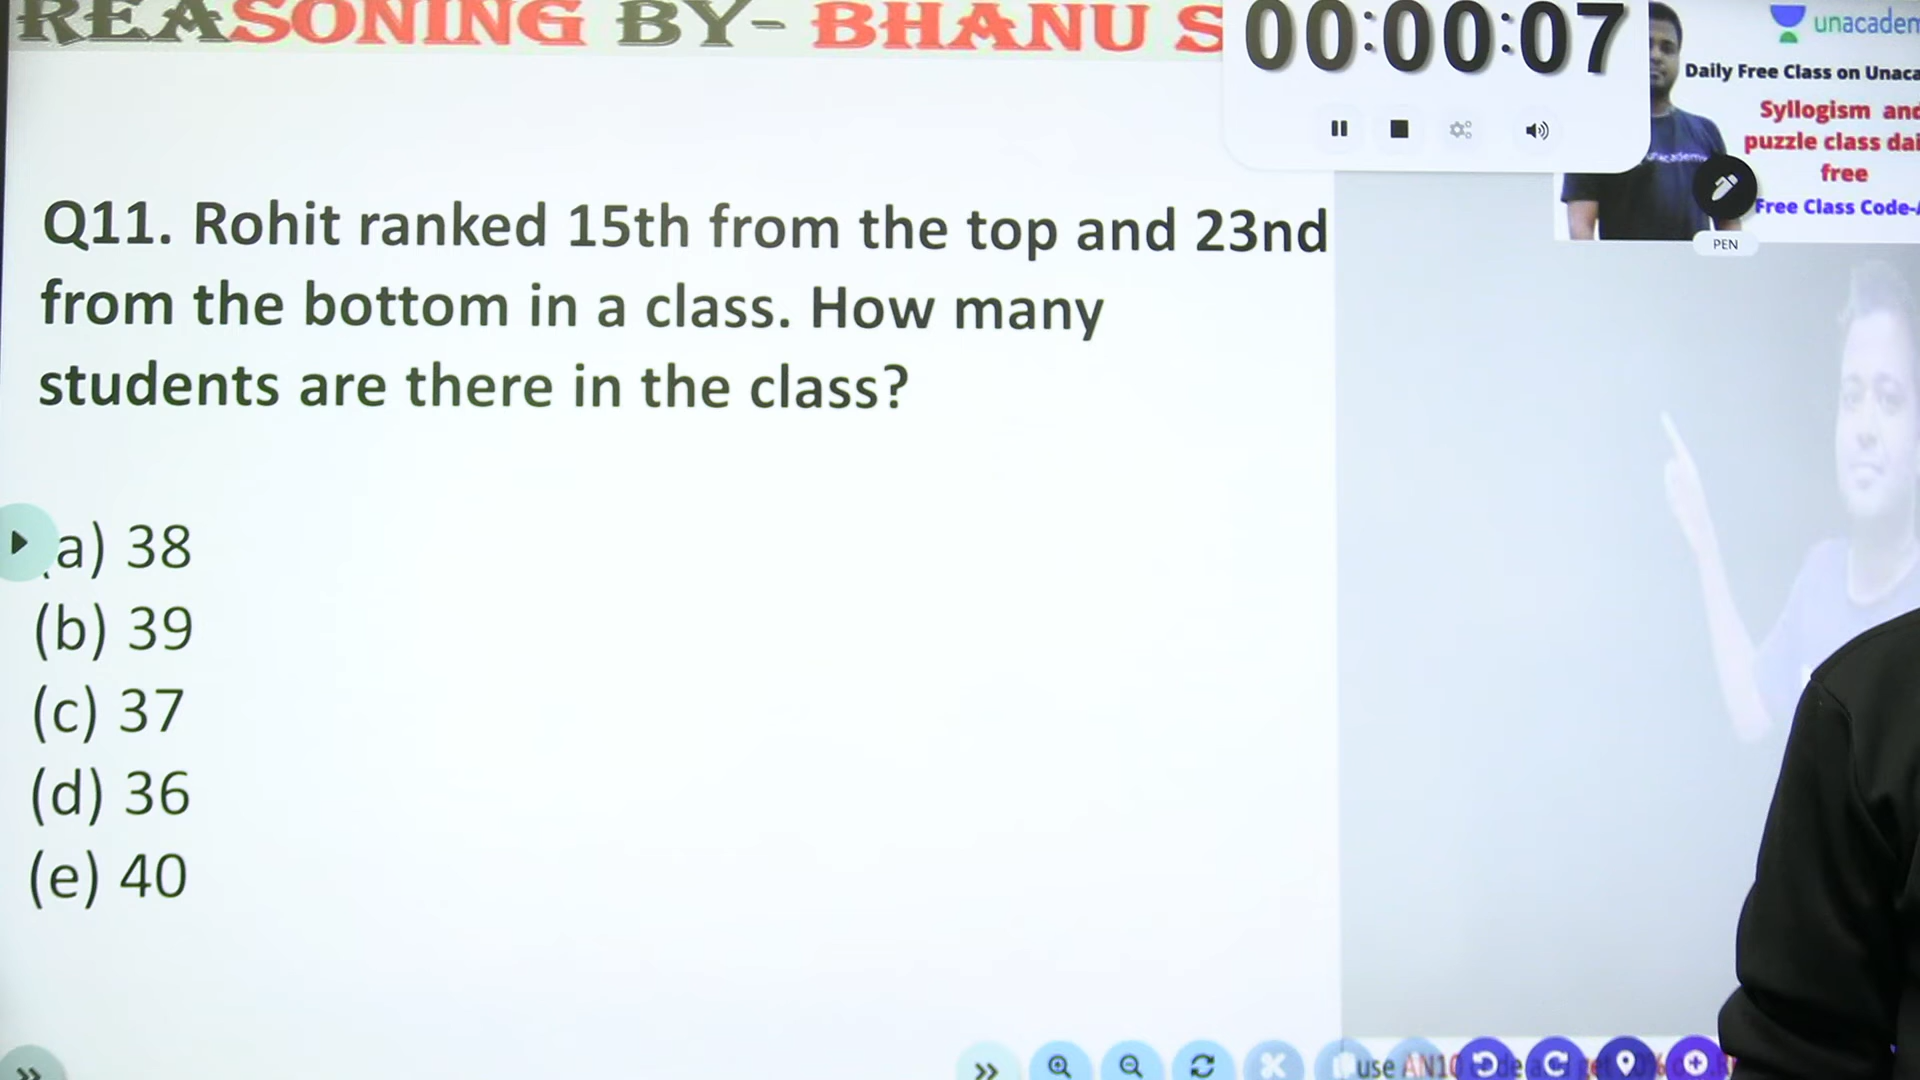 REASONING BY- BHANU S
00:00:07
unacadem
Daily Free Class on Unaca
Syllogism and
puzzle class dai
free
Free Class Code-
PEN
Q11. Rohit ranked 15th from the top and 23nd
from the bottom in a class. How many
students are there in the class?
a) 38
(b) 39
(c) 37
(d) 36
(e) 40
use AN10